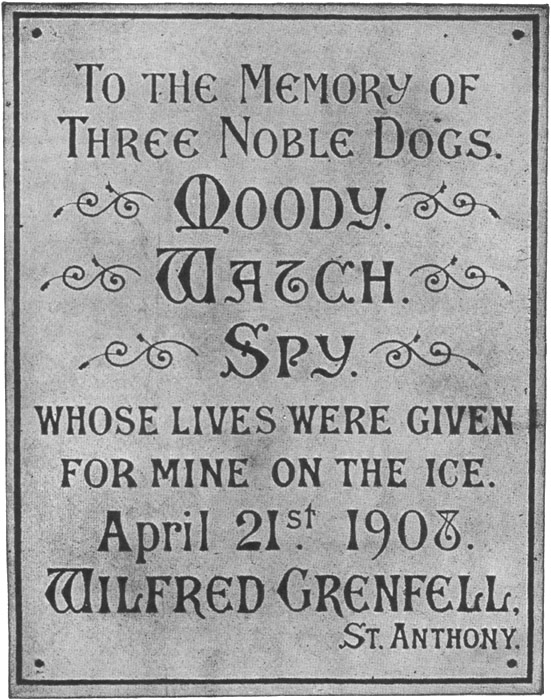 To the Memory of
Three Noble Dogs.
Moody.
Watch.
Spy.
WHOSE LIVES WERE GIVEN
FOR MINE ON THE ICE.
April 21st. 1908.
Wilfred Grenfell,
St. Anthony.